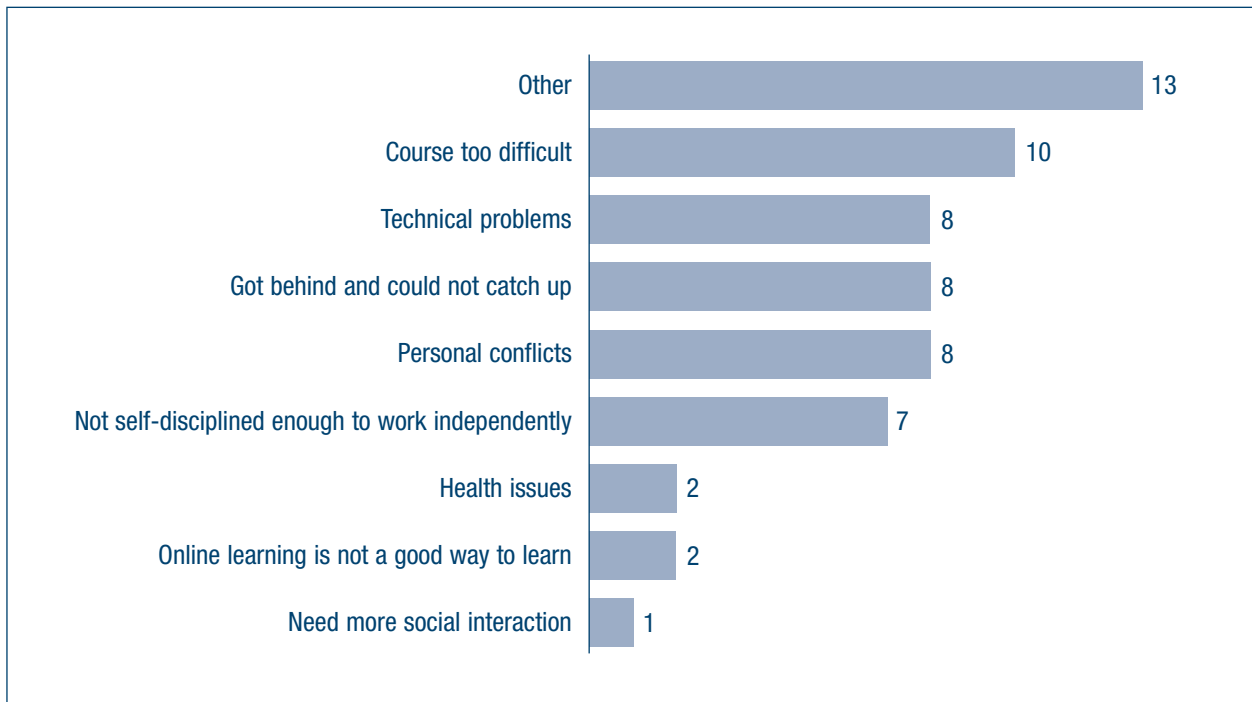 Other 13
Course too difficult 10
Technical problems 8
Got behind and could not catch up 8
Personal conflicts 8
Not self-disciplined enough to work independently 7
Health issues 2
Online learning is not a good way to learn 2
Need more social interaction 1